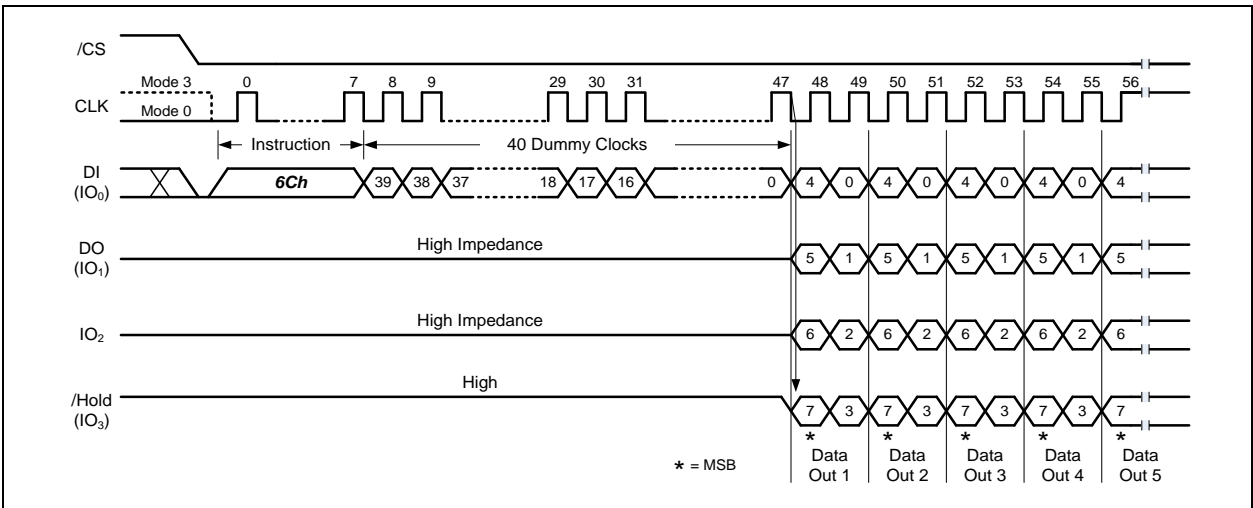 /CS
Mode 3 0 7 8 9 29 30 31 47 48 49 50 51 52 53 54 55 56
CLK
Mode 0
Instruction 40 Dummy Clocks
DI
(IO₀)
6Ch 39 38 37 18 17 16 0 4 0 4 0 4 0 4 0 4
DO
(IO₁)
High Impedance
5 1 5 1 5 1 5 1 5
IO₂
High Impedance
6 2 6 2 6 2 6 2 6
/Hold
(IO₃)
High
7 3 7 3 7 3 7 3 7
* * * * *
* = MSB
Data Data Data Data Data
Out 1 Out 2 Out 3 Out 4 Out 5